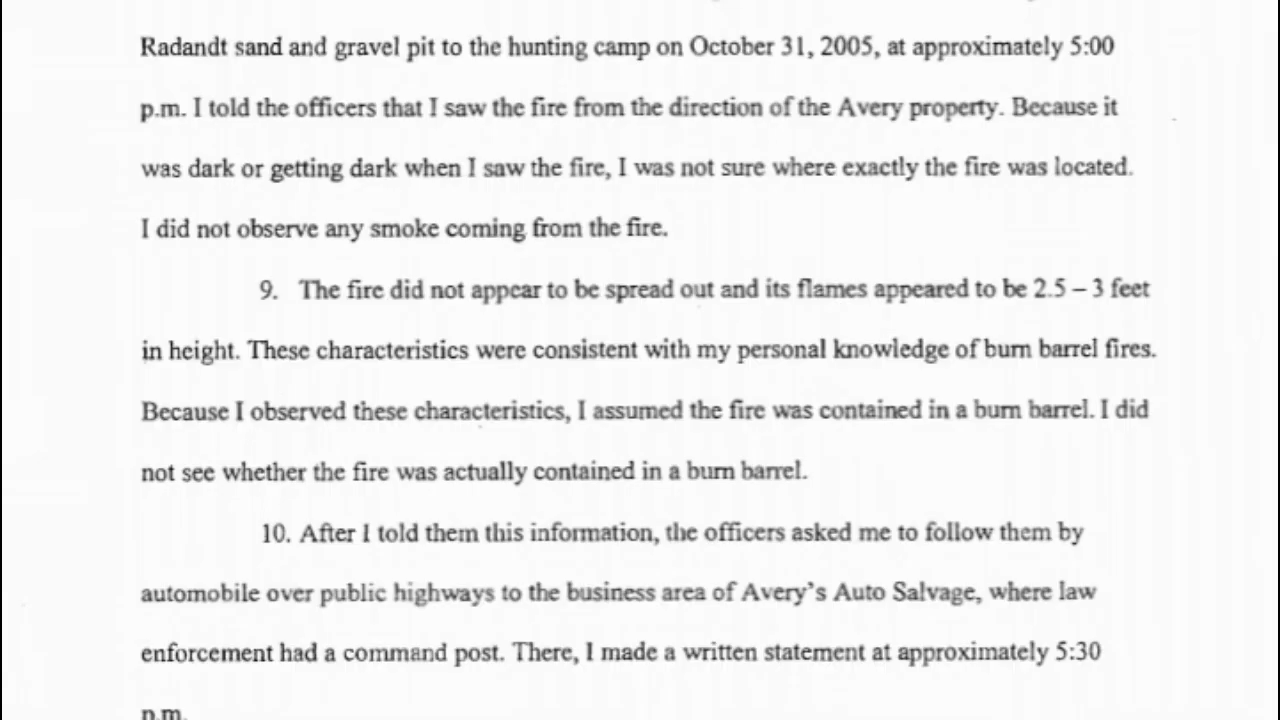 Radandt sand and gravel pit to the hunting camp on October 31, 2005, at approximately 5:00
p.m. I told the officers that I saw the fire from the direction of the Avery property. Because it
was dark or getting dark when I saw the fire, I was not sure where exactly the fire was located.
I did not observe any smoke coming from the fire.
9. The fire did not appear to be spread out and its flames appeared to be 2.5 – 3 feet
in height. These characteristics were consistent with my personal knowledge of burn barrel fires.
Because I observed these characteristics, I assumed the fire was contained in a burn barrel. I did
not see whether the fire was actually contained in a burn barrel.
10. After I told them this information, the officers asked me to follow them by
automobile over public highways to the business area of Avery's Auto Salvage, where law
enforcement had a command post. There, I made a written statement at approximately 5:30
p.m.